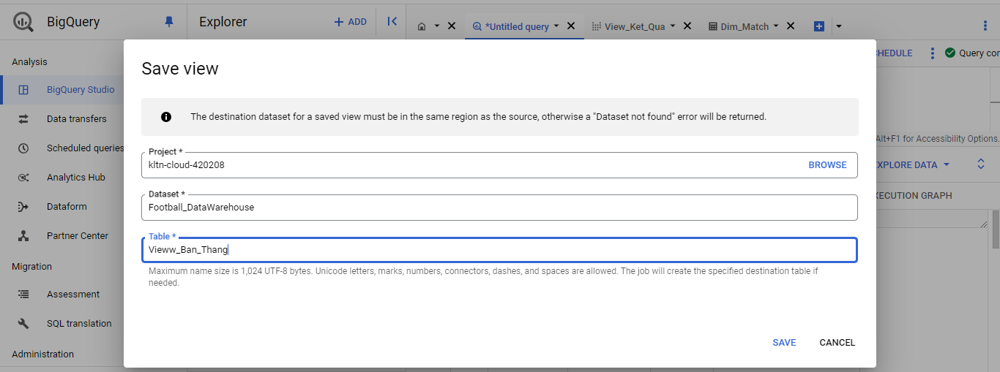 BigQuery
Explorer
ADD
*Untitled query
View_Ket_Qua
Dim_Match
Analysis
BigQuery Studio
Data transfers
Scheduled queries
Analytics Hub
Dataform
Partner Center
Migration
Assessment
SQL translation
Administration
Save view
The destination dataset for a saved view must be in the same region as the source, otherwise a "Dataset not found" error will be returned.
Project *
kltn-cloud-420208
BROWSE
Dataset *
Football_DataWarehouse
Table *
Vieww_Ban_Thang
Maximum name size is 1,024 UTF-8 bytes. Unicode letters, marks, numbers, connectors, dashes, and spaces are allowed. The job will create the specified destination table if
needed.
SAVE
CANCEL
CHEDULE
Query con
Alt+F1 for Accessibility Options.
XPLORE DATA
XECUTION GRAPH